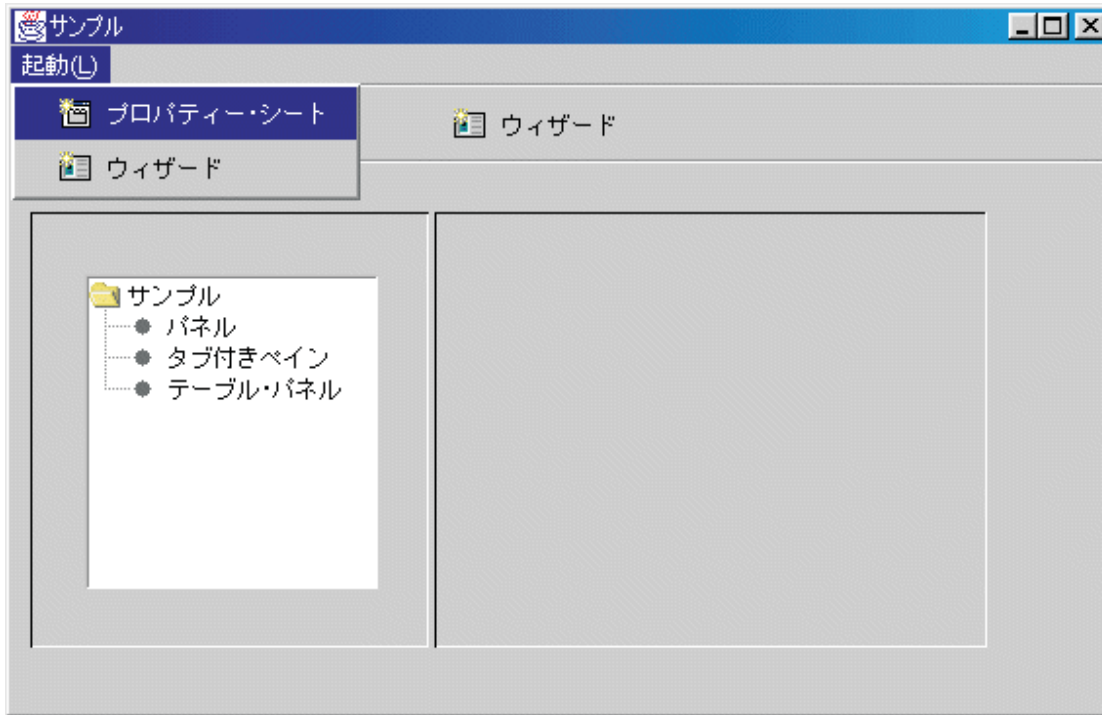 サンプル
起動(L)
プロパティー・シート
ウィザード
ウィザード
サンプル
パネル
タブ付きペイン
テーブル・パネル